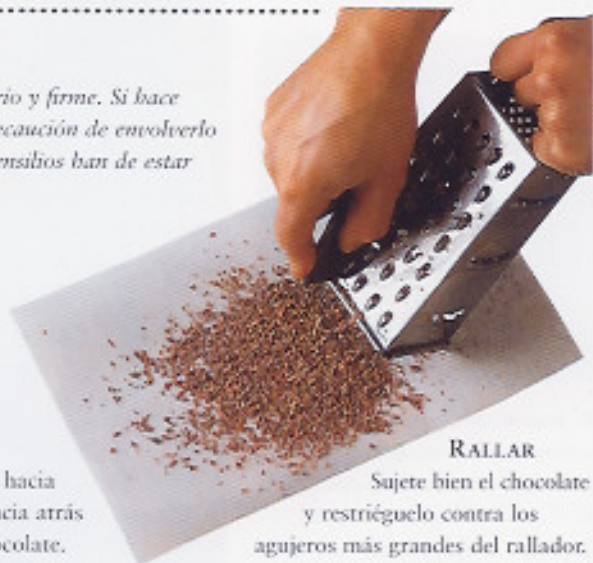 rio y firme. Si hace
ecaución de envolverlo
ensilios han de estar
hacia
cia atrás
ocolate.
RALLAR
Sujete bien el chocolate
y restriéguelo contra los
agujeros más grandes del rallador.